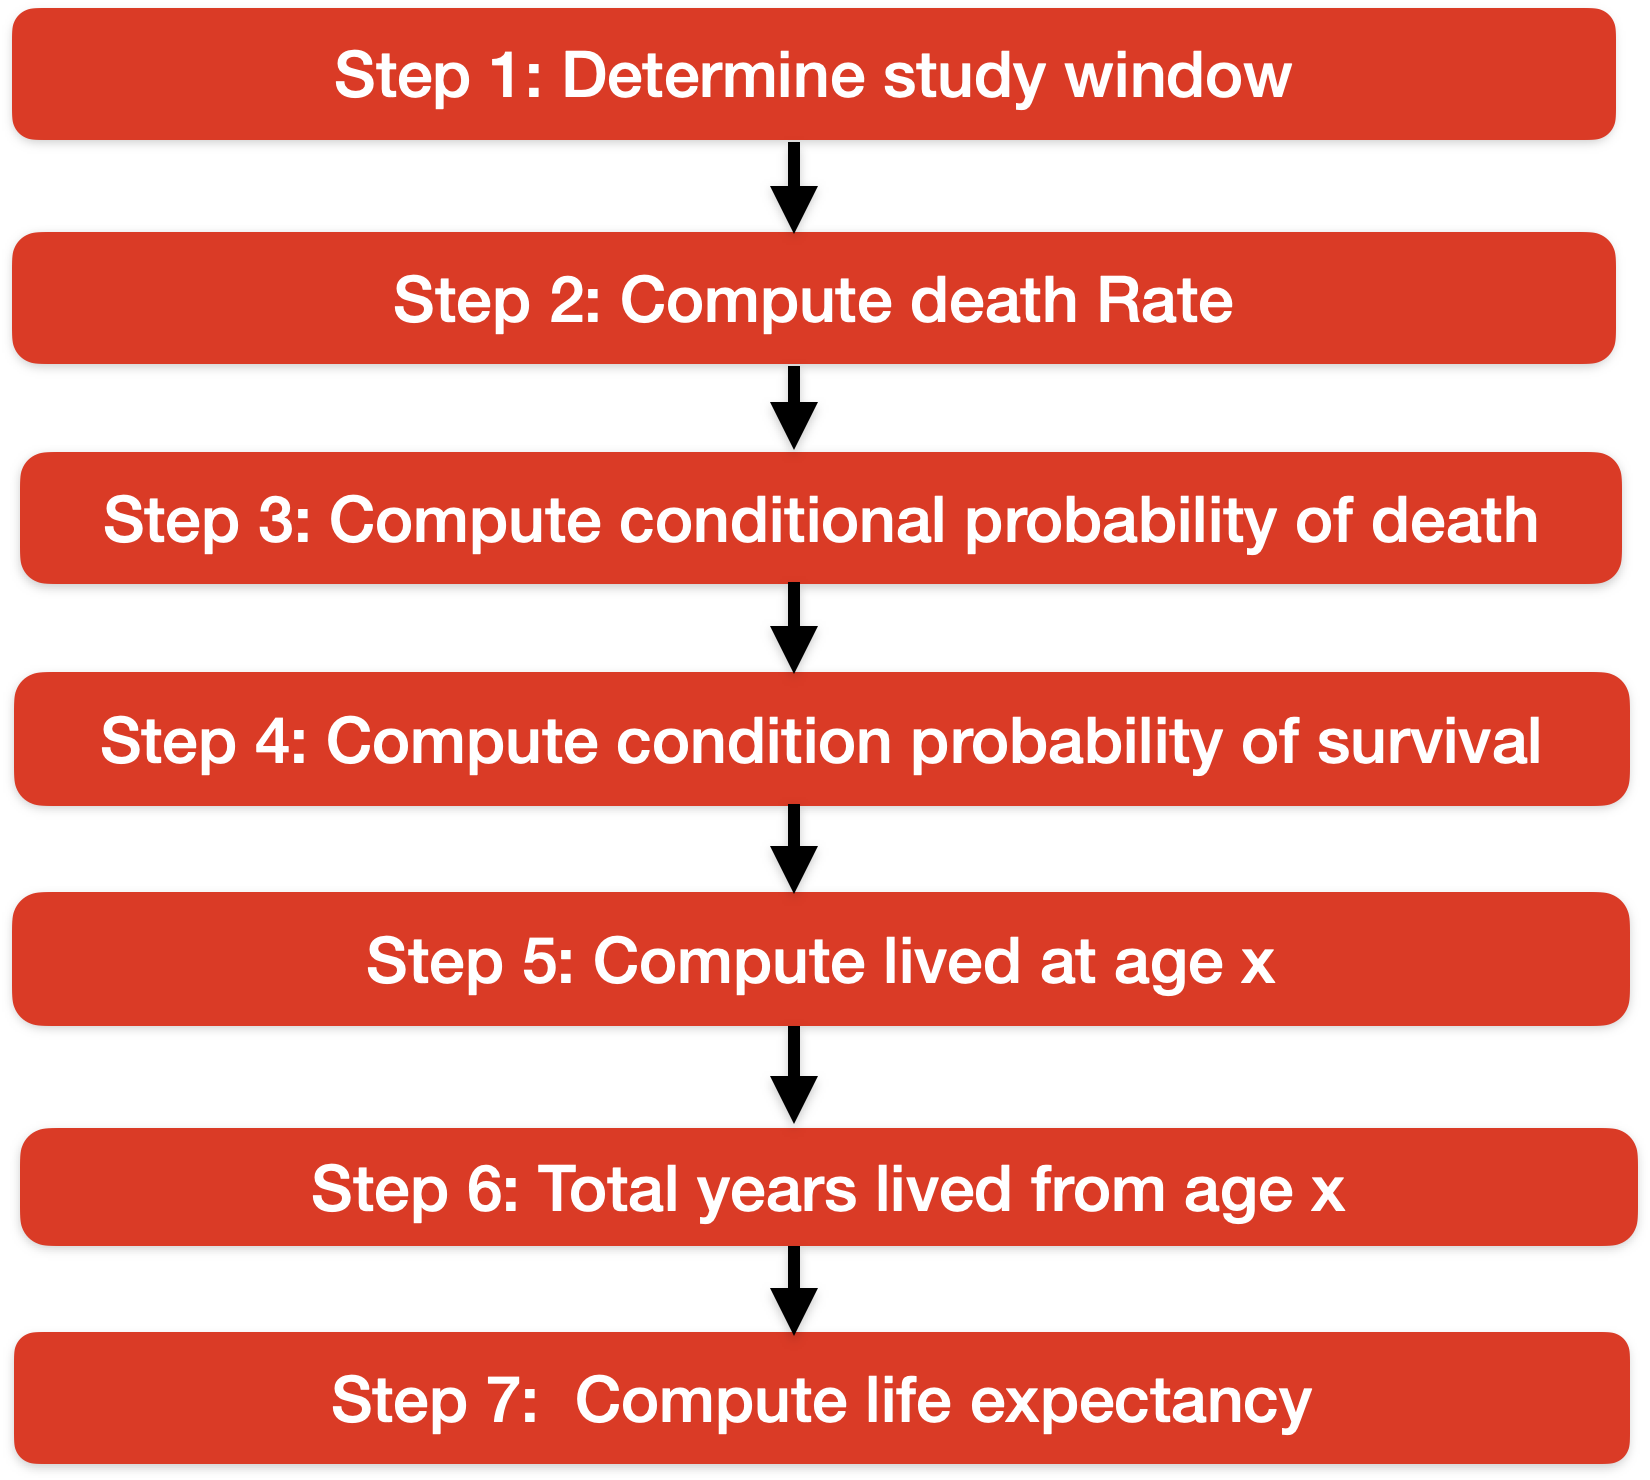 Step 1: Determine study window
Step 2: Compute death Rate
Step 3: Compute conditional probability of death
Step 4: Compute condition probability of survival
Step 5: Compute lived at age x
Step 6: Total years lived from age x
Step 7:  Compute life expectancy